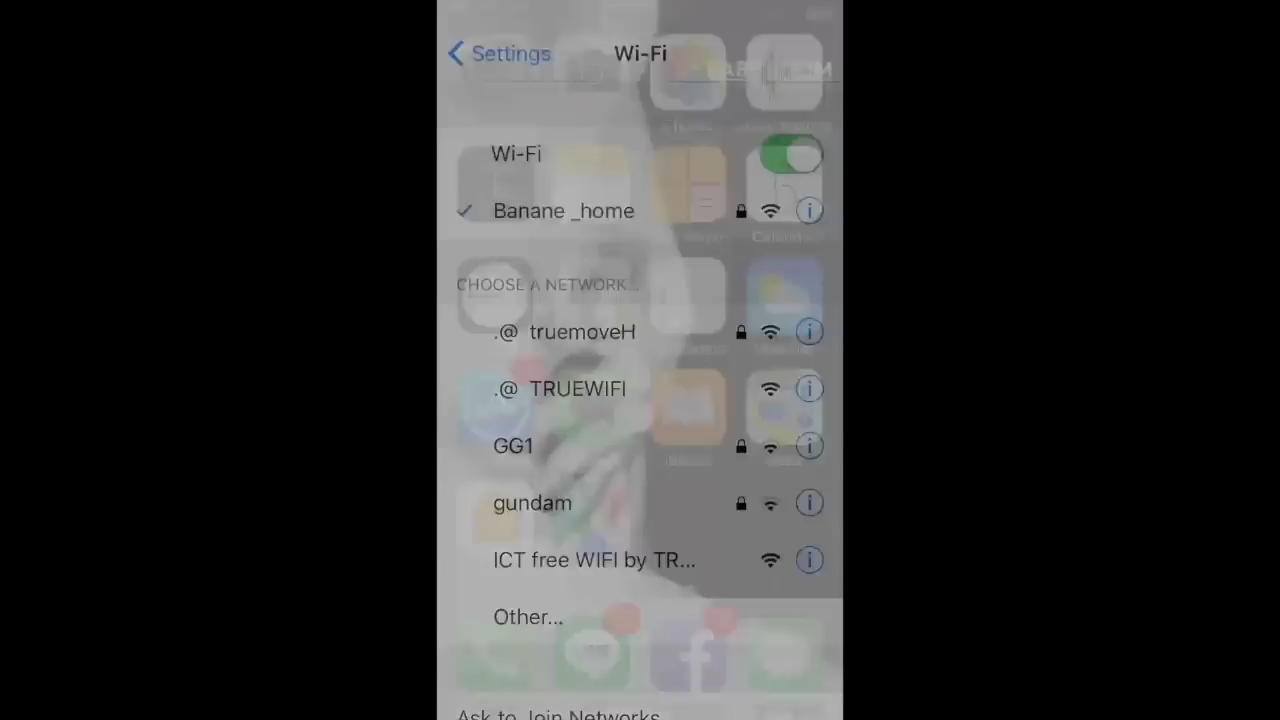 Settings
Wi-Fi
Wi-Fi
Banane _home
CHOOSE A NETWORK...
.@ truemoveH
.@ TRUEWIFI
GG1
gundam
ICT free WIFI by TR...
Other...
Ask to Join Networks